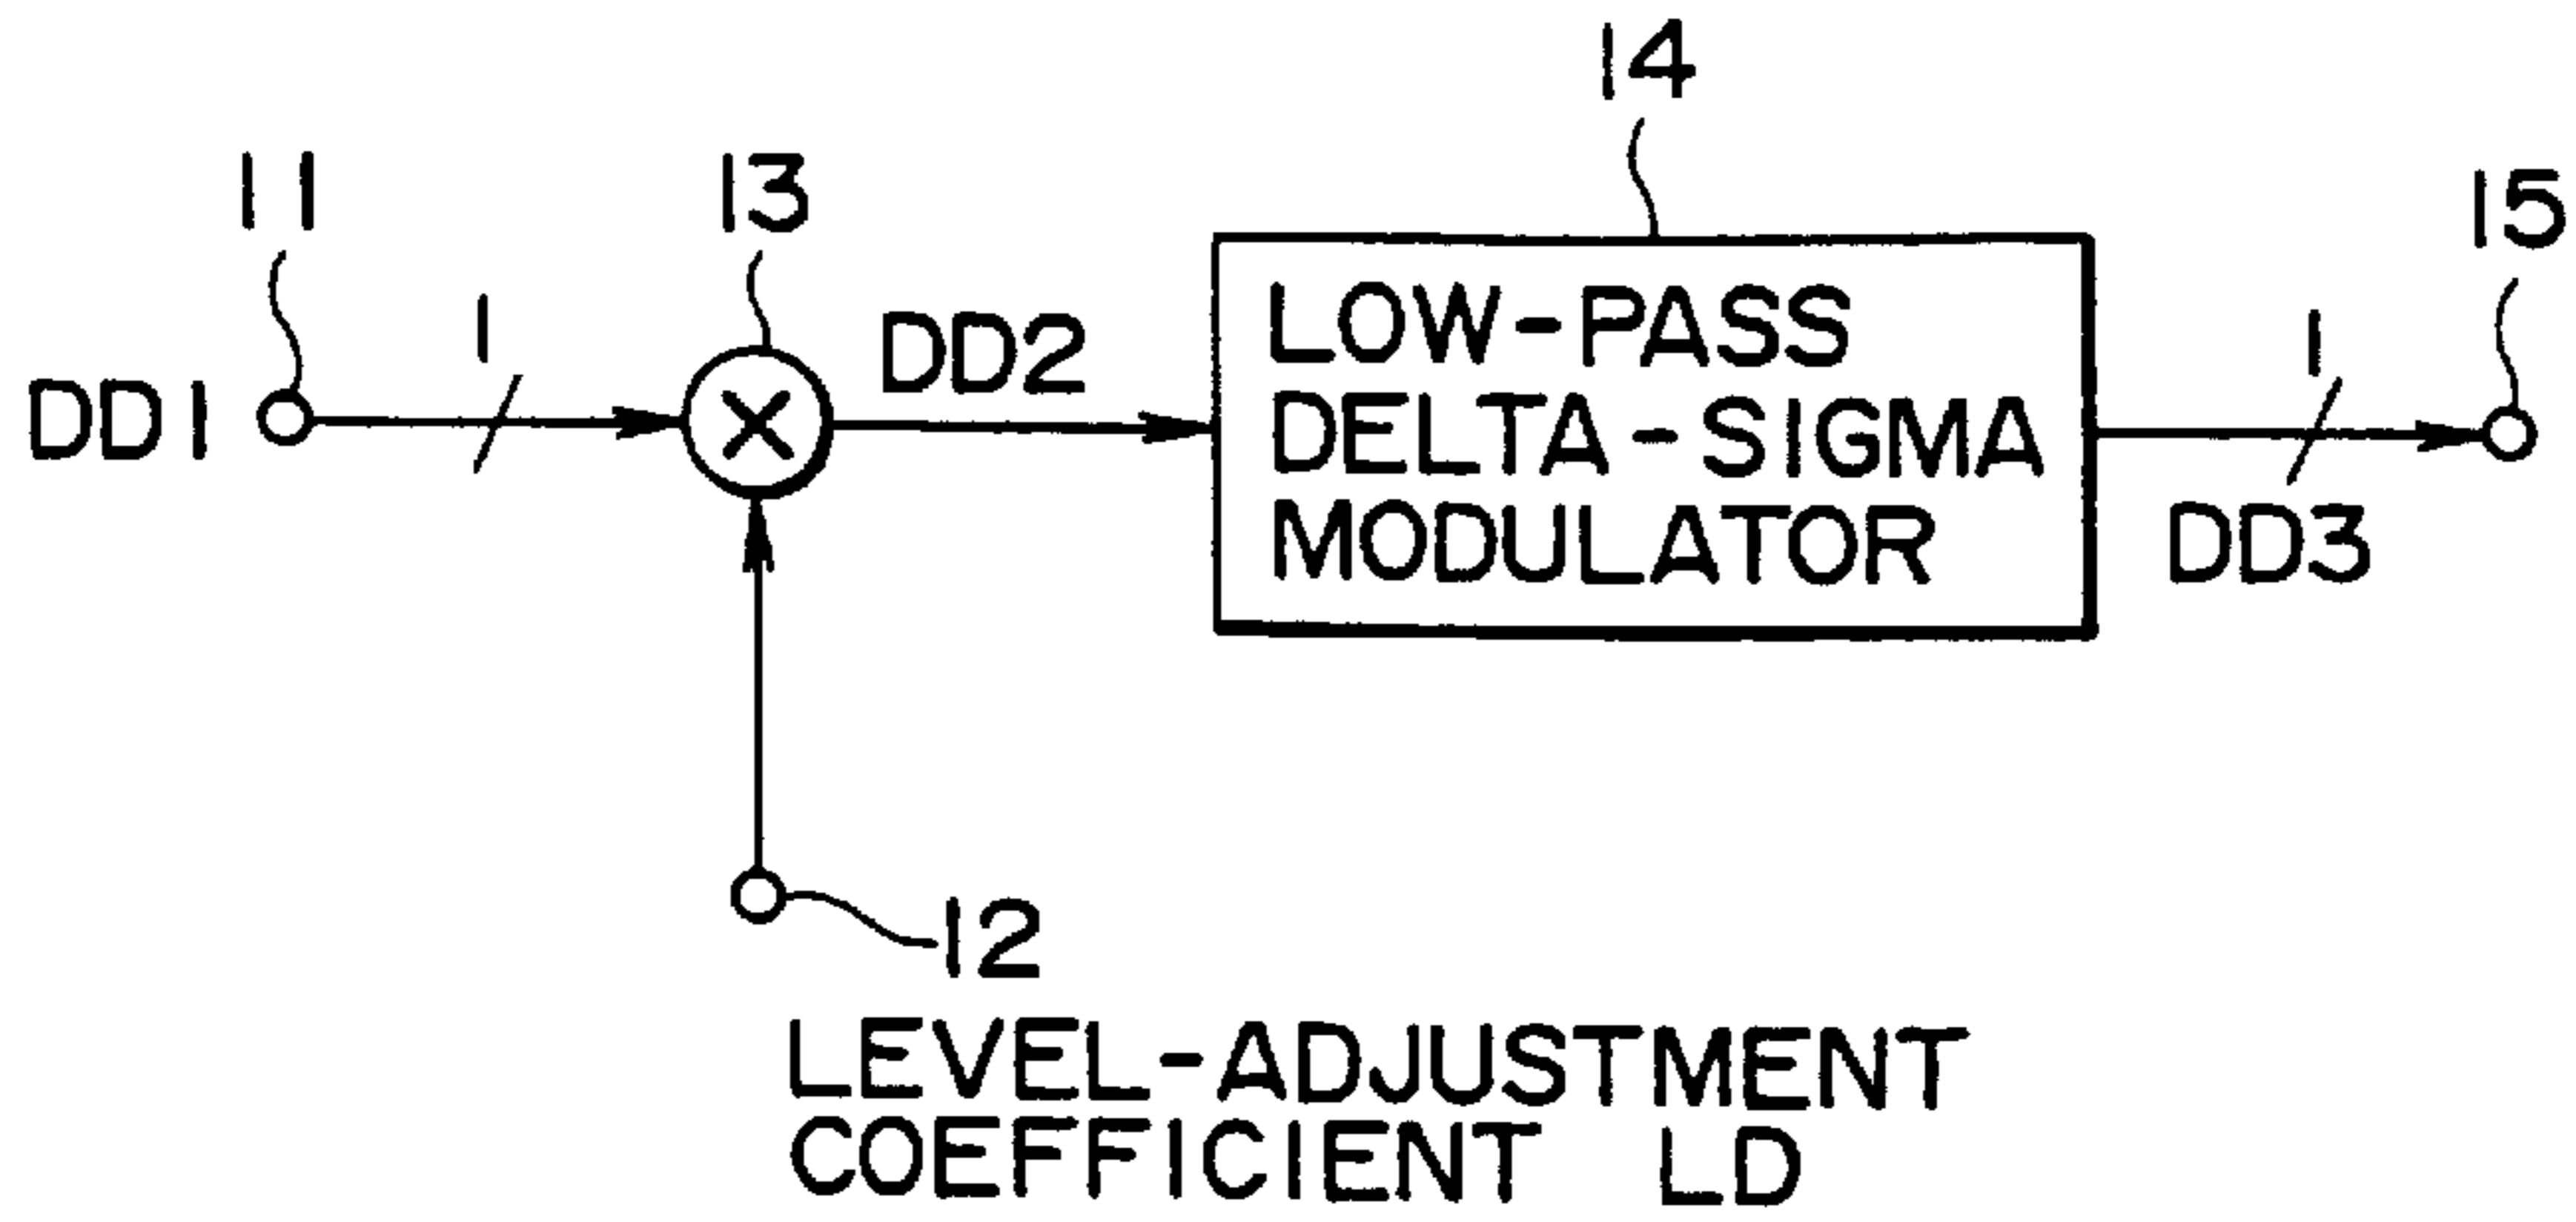 14
11
13
15
1
1
DD1
DD2
LOW-PASS
DELTA-SIGMA
MODULATOR
DD3
12
LEVEL-ADJUSTMENT
COEFFICIENT LD